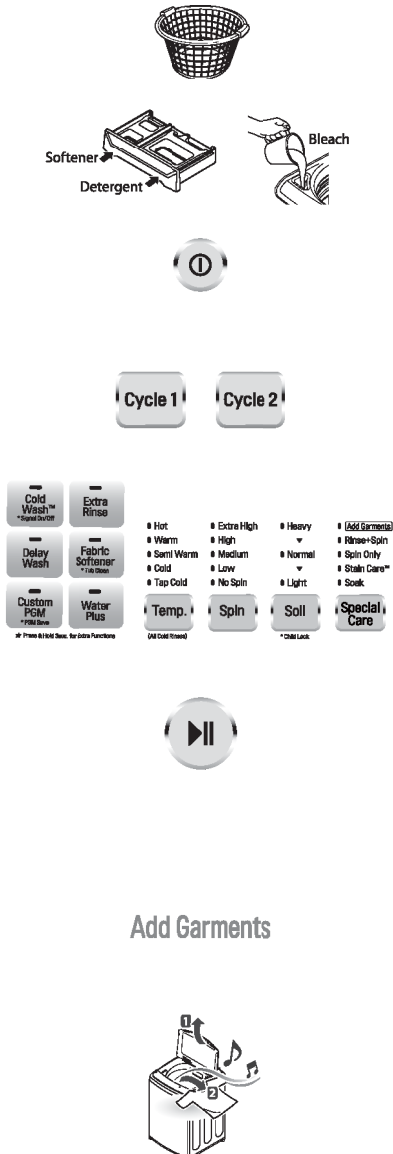 Bleach
Softener
Detergent
Cycle 1
Cycle 2
Cold
Wash™
* Signal On/Off
Extra
Rinse
Delay
Wash
Fabric
Softener
* Tub Clean
Custom
PGM
* PGM Save
Water
Plus
Press & Hold 3sec. for Extra Functions
Hot
Warm
Semi Warm
Cold
Tap Cold
Temp.
(All Cold Rinses)
Extra High
High
Medium
Low
No Spin
Spin
Heavy
Normal
Light
Soil
* Child Lock
Add Garments
Rinse+Spin
Spin Only
Stain Care™
Soak
Special
Care
Add Garments
1
2